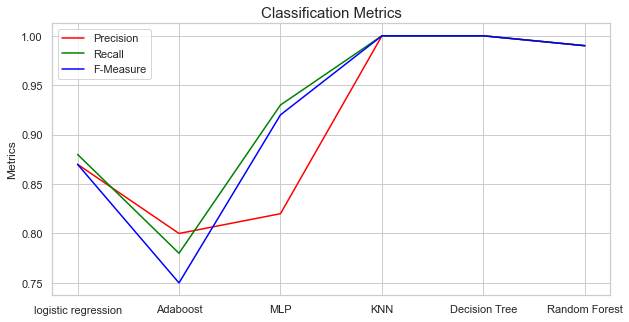 Classification Metrics
Precision
Recall
F-Measure
Metrics
1.00
0.95
0.90
0.85
0.80
0.75
logistic regression Adaboost MLP KNN Decision Tree Random Forest